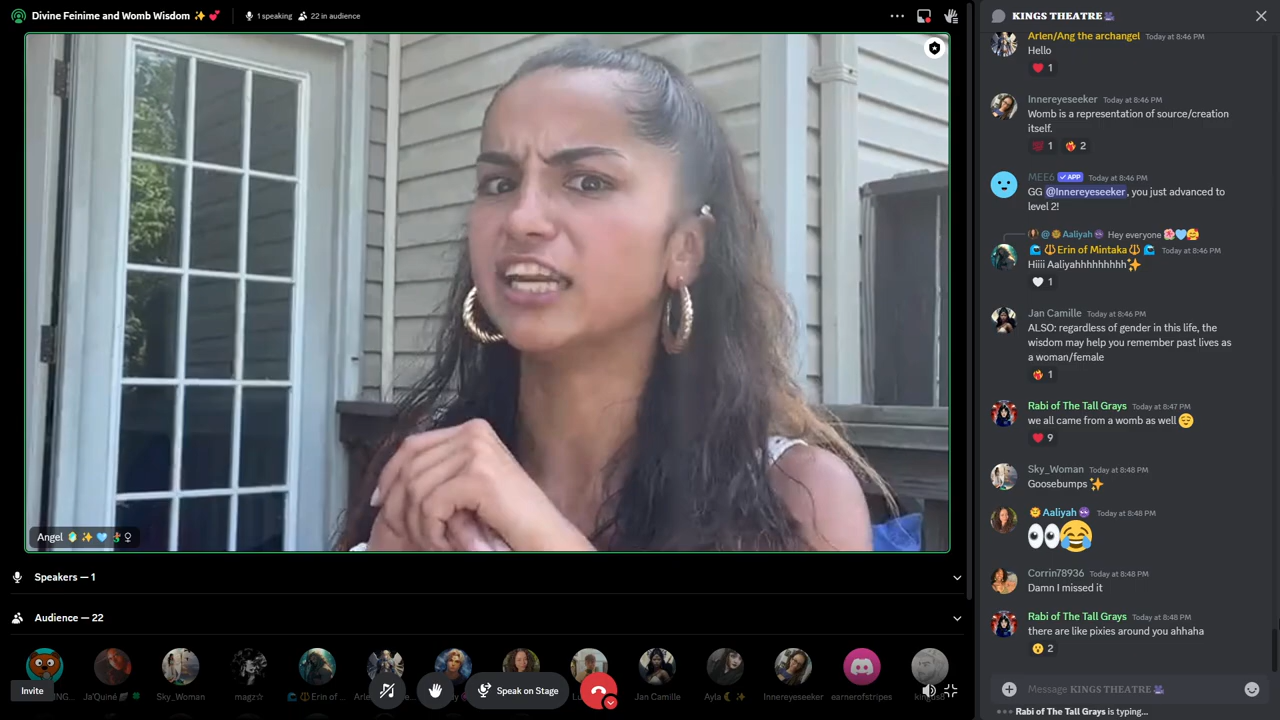 Divine Feinime and Womb Wisdom ✨ 💕
1 speaking 22 in audience
Angel
Speakers — 1
Audience — 22
Ja'Quiné
Sky_Woman
magz☆
Erin of ...
Jan Camille
Ayla
Innereyeseeker
earnerofstripes
Invite
Speak on Stage
KINGS THEATRE
Arlen/Ang the archangel Today at 8:46 PM
Hello
❤️ 1
Innereyeseeker Today at 8:46 PM
Womb is a representation of source/creation
itself.
💯 1 ❤️‍🔥 2
MEE6 ✓ APP Today at 8:46 PM
GG @Innereyeseeker, you just advanced to
level 2!
@ Aaliyah Hey everyone 🌸🩵🥰
🌊 🔱 Erin of Mintaka 🔱 🌊 Today at 8:46 PM
Hiiii Aaliyahhhhhhhhh✨
🤍 1
Jan Camille Today at 8:46 PM
ALSO: regardless of gender in this life, the
wisdom may help you remember past lives as
a woman/female
❤️‍🔥 1
Rabi of The Tall Grays Today at 8:47 PM
we all came from a womb as well 😌
❤️ 9
Sky_Woman Today at 8:48 PM
Goosebumps ✨
Aaliyah Today at 8:48 PM
👀😂
Corrin78936 Today at 8:48 PM
Damn I missed it
Rabi of The Tall Grays Today at 8:48 PM
there are like pixies around you ahhaha
😮 2
Message KINGS THEATRE
Rabi of The Tall Grays is typing...